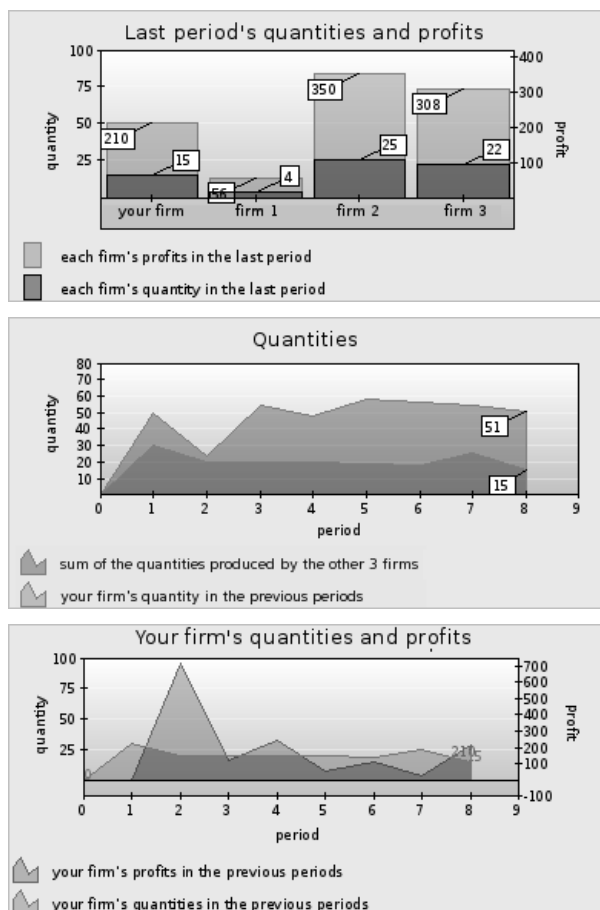 Last period's quantities and profits
100
75
50
25
quantity
400
300
200
100
profit
210
15
56
4
350
25
308
22
your firm
firm 1
firm 2
firm 3
each firm's profits in the last period
each firm's quantity in the last period
Quantities
80
70
60
50
40
30
20
10
quantity
51
15
0 1 2 3 4 5 6 7 8 9
period
sum of the quantities produced by the other 3 firms
your firm's quantity in the previous periods
Your firm's quantities and profits
100
75
50
25
quantity
700
600
500
400
300
200
100
-100
Profit
0
210
15
0 1 2 3 4 5 6 7 8 9
period
your firm's profits in the previous periods
your firm's quantities in the previous periods